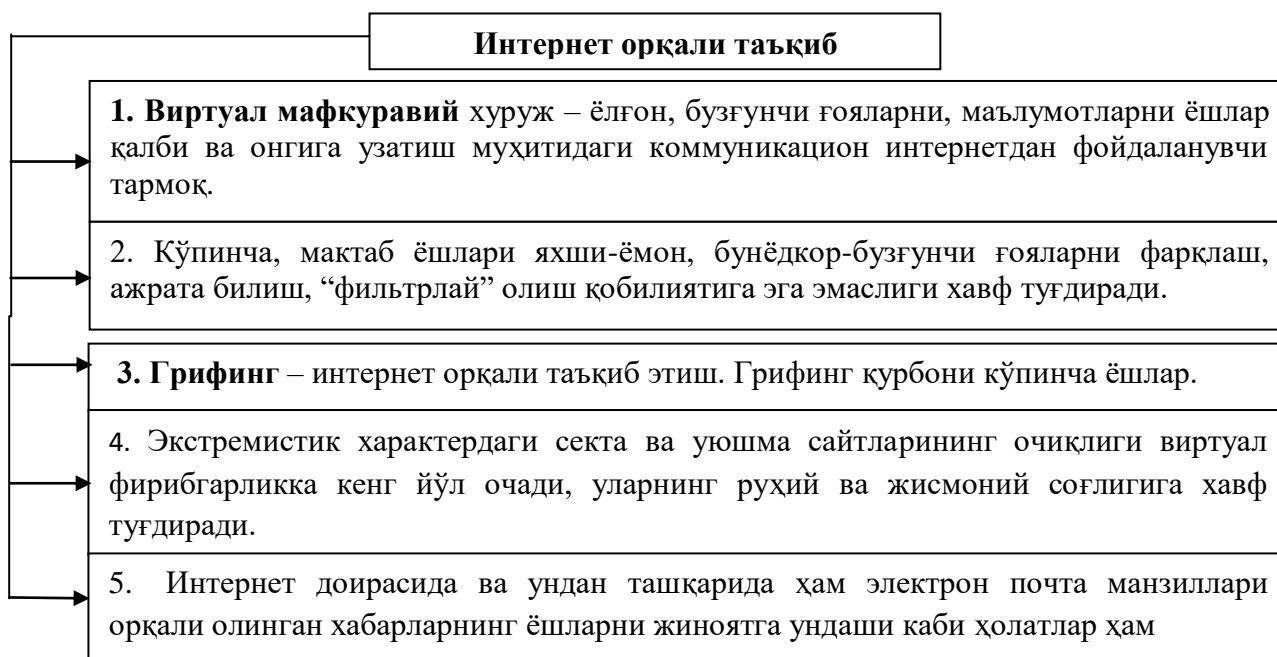 Интернет орқали таъқиб
1. Виртуал мафкуравий хуруж – ёлғон, бузғунчи ғояларни, маълумотларни ёшлар
қалби ва онгига узатиш муҳитидаги коммуникацион интернетдан фойдаланувчи
тармоқ.
2. Кўпинча, мактаб ёшлари яхши-ёмон, бунёдкор-бузғунчи ғояларни фарқлаш,
ажрата билиш, “фильтрлай” олиш қобилиятига эга эмаслиги хавф туғдиради.
3. Грифинг – интернет орқали таъқиб этиш. Грифинг қурбони кўпинча ёшлар.
4. Экстремистик характердаги секта ва уюшма сайтларининг очиқлиги виртуал
фирибгарликка кенг йўл очади, уларнинг руҳий ва жисмоний соғлигига хавф
туғдиради.
5. Интернет доирасида ва ундан ташқарида ҳам электрон почта манзиллари
орқали олинган хабарларнинг ёшларни жиноятга ундаши каби ҳолатлар ҳам